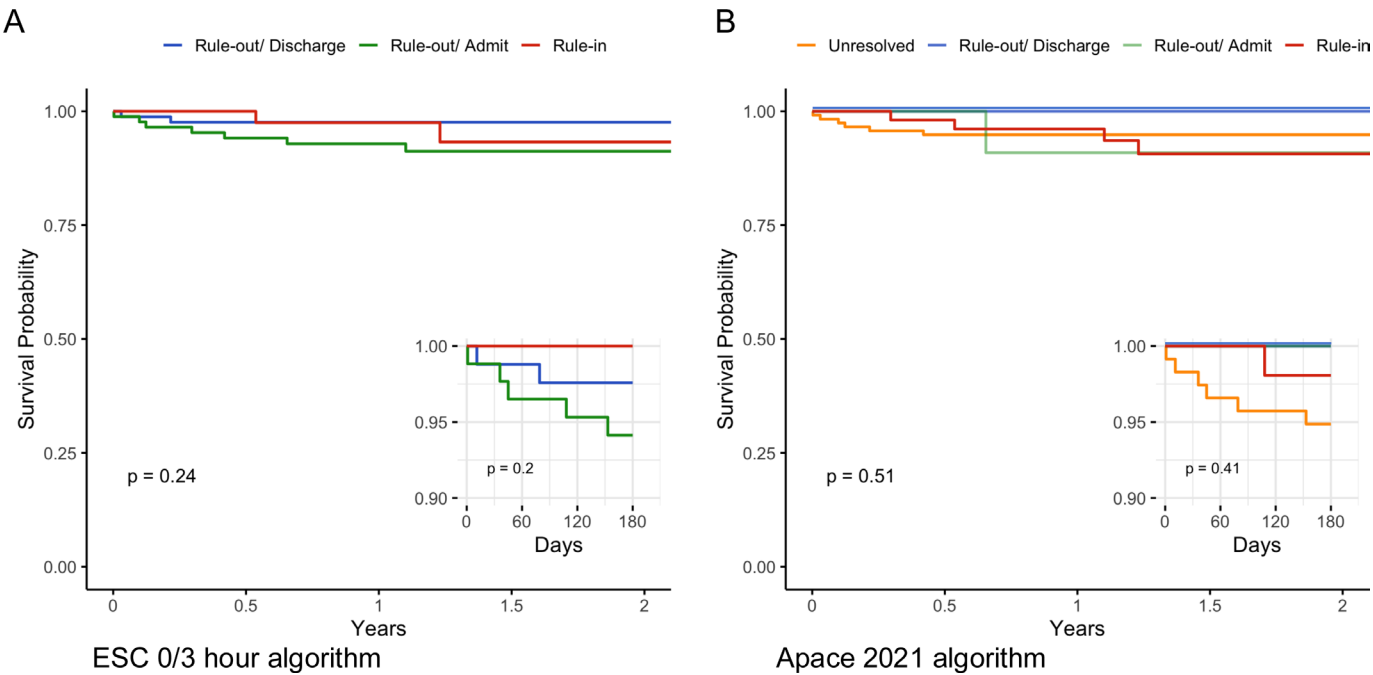 A
Rule-out/ Discharge Rule-out/ Admit Rule-in
Survival Probability
1.00
0.75
0.50
0.25
0.00
p = 0.24
1.00
0.95
0.90
p = 0.2
0 60 120 180
Days
0 0.5 1 1.5 2
Years
ESC 0/3 hour algorithm
B
Unresolved Rule-out/ Discharge Rule-out/ Admit Rule-in
Survival Probability
1.00
0.75
0.50
0.25
0.00
p = 0.51
1.00
0.95
0.90
p = 0.41
0 60 120 180
Days
0 0.5 1 1.5 2
Years
Apace 2021 algorithm